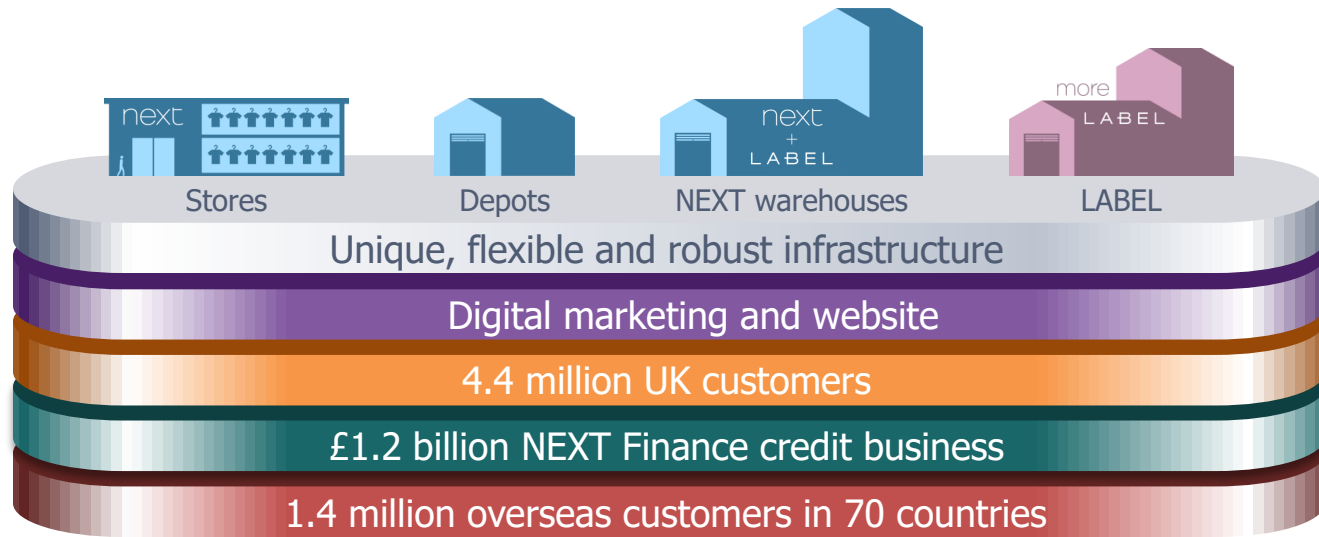 next
next
+
LABEL
more
LABEL
Stores
Depots
NEXT warehouses
LABEL
Unique, flexible and robust infrastructure
Digital marketing and website
4.4 million UK customers
£1.2 billion NEXT Finance credit business
1.4 million overseas customers in 70 countries